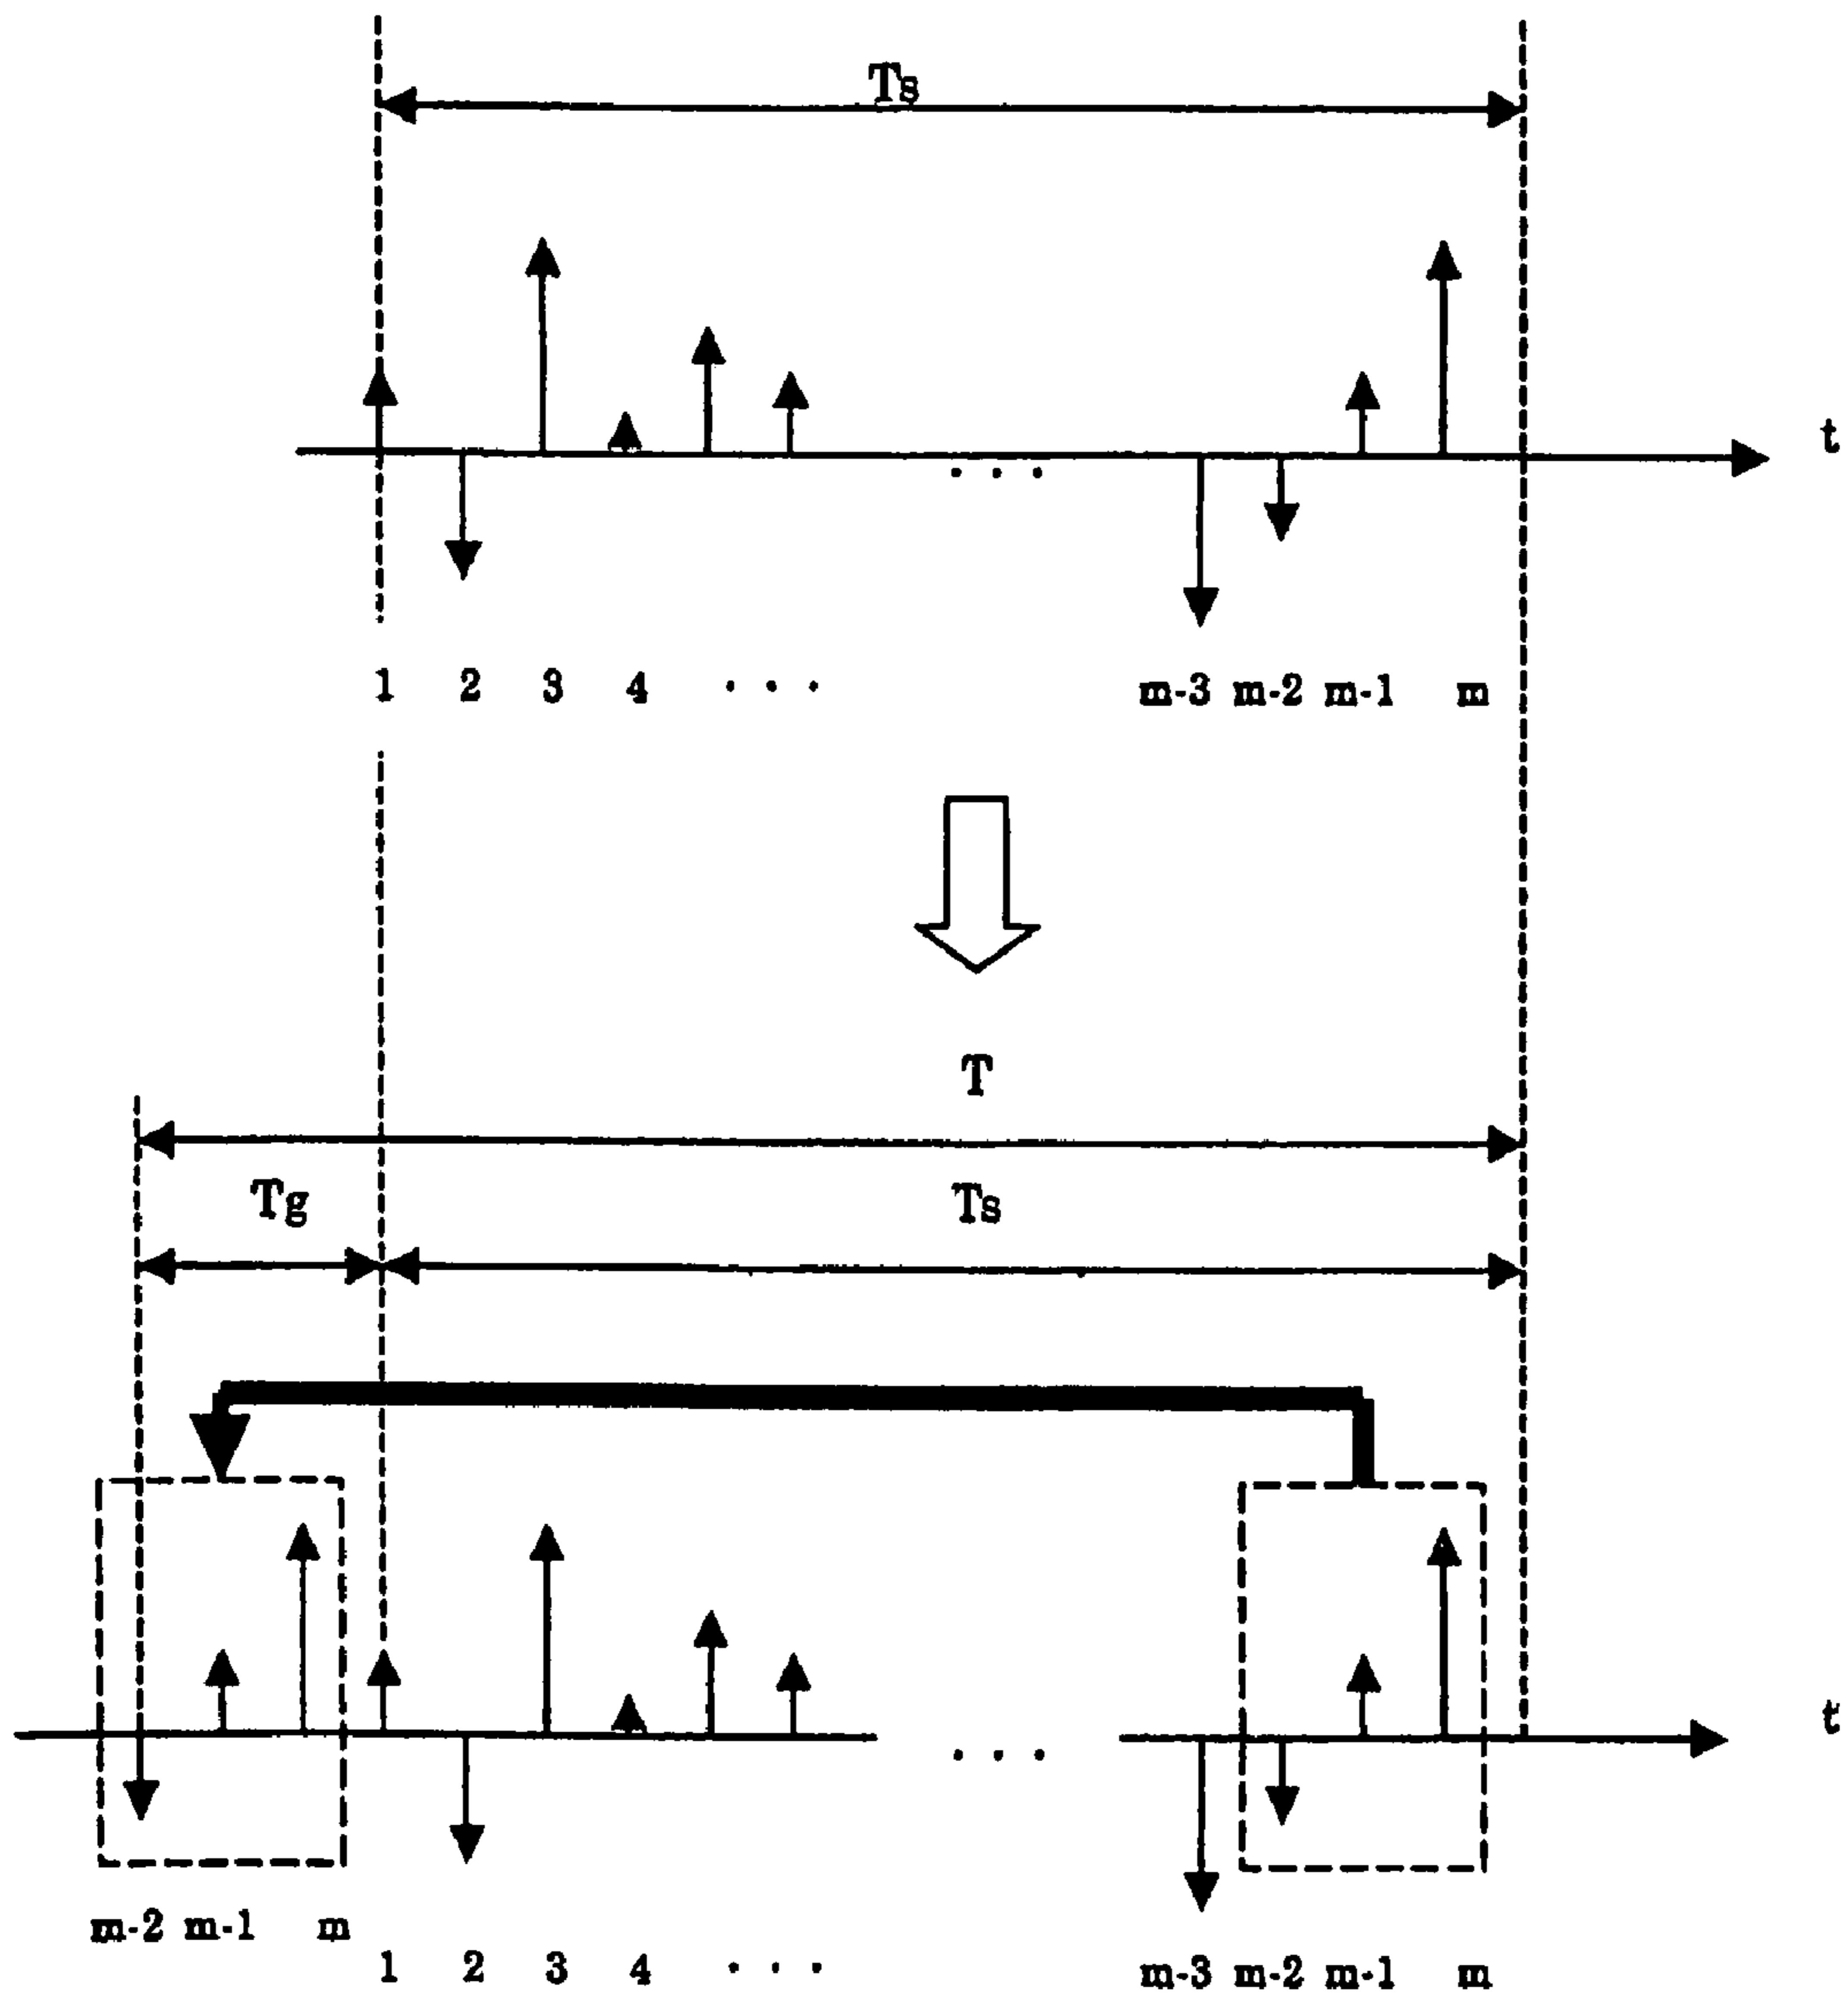 Ts
t
. . .
1 2 3 4 . . . m-3 m-2 m-1 m
T
Tg Ts
t
. . .
m-2 m-1 m
1 2 3 4 . . . m-3 m-2 m-1 m